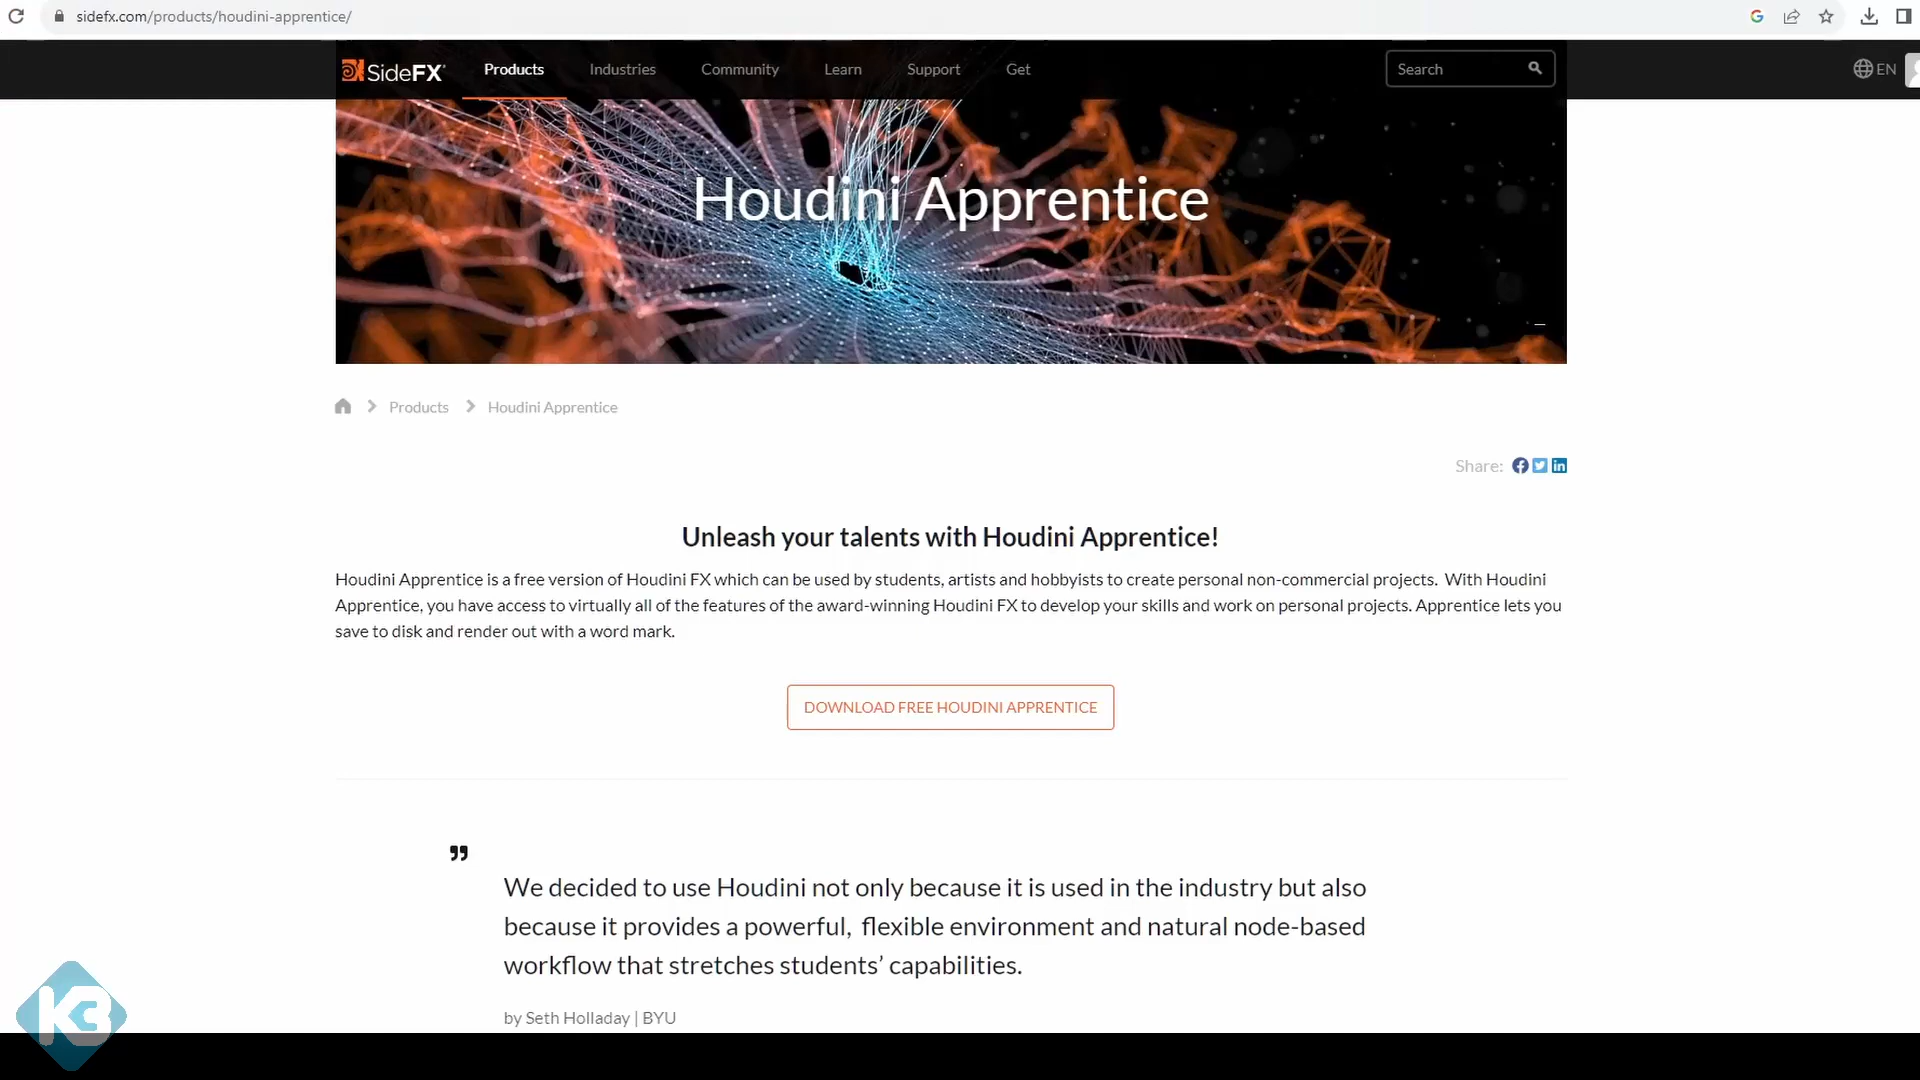 sidefx.com/products/houdini-apprentice/
SideFX
Products
Industries
Community
Learn
Support
Get
Search
EN
Houdini Apprentice
Products
Houdini Apprentice
Share:
Unleash your talents with Houdini Apprentice!
Houdini Apprentice is a free version of Houdini FX which can be used by students, artists and hobbyists to create personal non-commercial projects. With Houdini
Apprentice, you have access to virtually all of the features of the award-winning Houdini FX to develop your skills and work on personal projects. Apprentice lets you
save to disk and render out with a word mark.
DOWNLOAD FREE HOUDINI APPRENTICE
”
We decided to use Houdini not only because it is used in the industry but also
because it provides a powerful, flexible environment and natural node-based
workflow that stretches students’ capabilities.
by Seth Holladay | BYU
K3